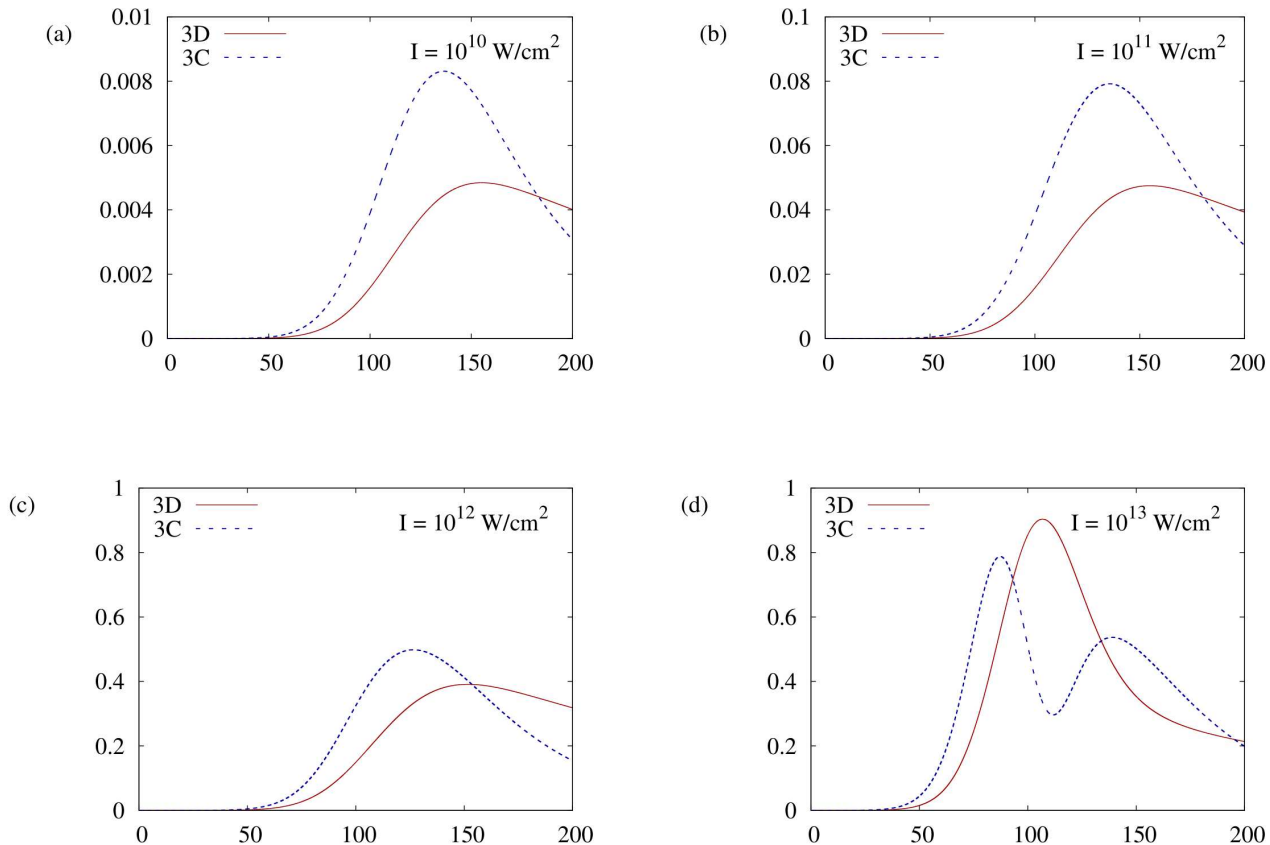 (a)
3D
3C
I = 10^10 W/cm^2
0.01
0.008
0.006
0.004
0.002
0
0 50 100 150 200
(b)
3D
3C
I = 10^11 W/cm^2
0.1
0.08
0.06
0.04
0.02
0
0 50 100 150 200
(c)
3D
3C
I = 10^12 W/cm^2
1
0.8
0.6
0.4
0.2
0
0 50 100 150 200
(d)
3D
3C
I = 10^13 W/cm^2
1
0.8
0.6
0.4
0.2
0
0 50 100 150 200